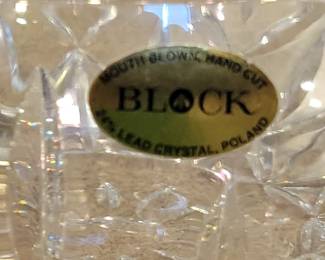 MOUTH BLOWN, HAND CUT
BLOCK
24% LEAD CRYSTAL, POLAND